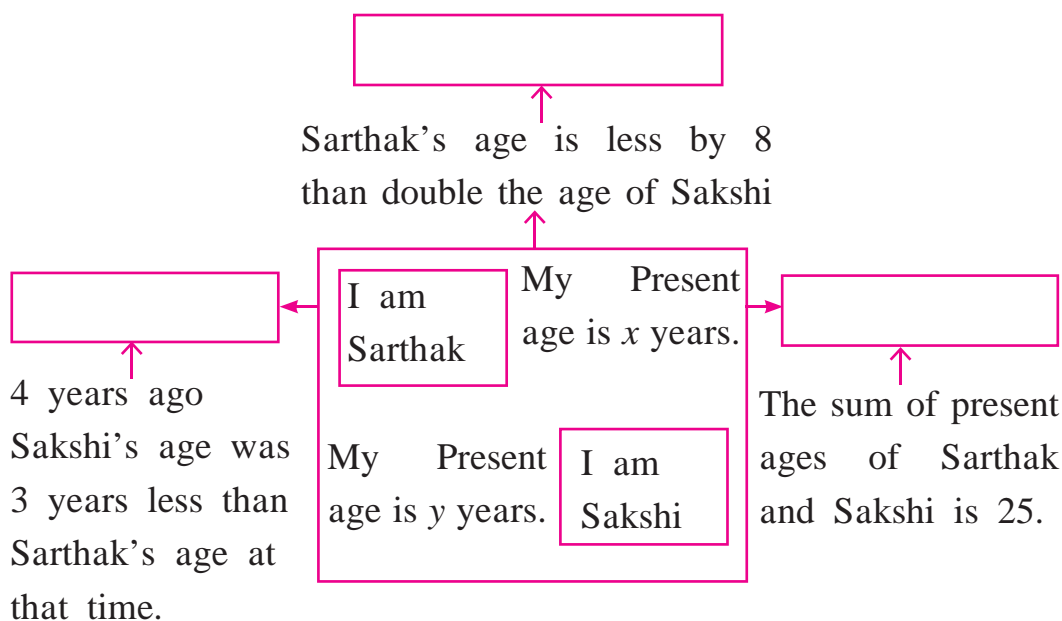 Sarthak's age is less by 8
than double the age of Sakshi
I am
Sarthak
My Present
age is x years.
My Present
age is y years.
I am
Sakshi
4 years ago
Sakshi's age was
3 years less than
Sarthak's age at
that time.
The sum of present
ages of Sarthak
and Sakshi is 25.